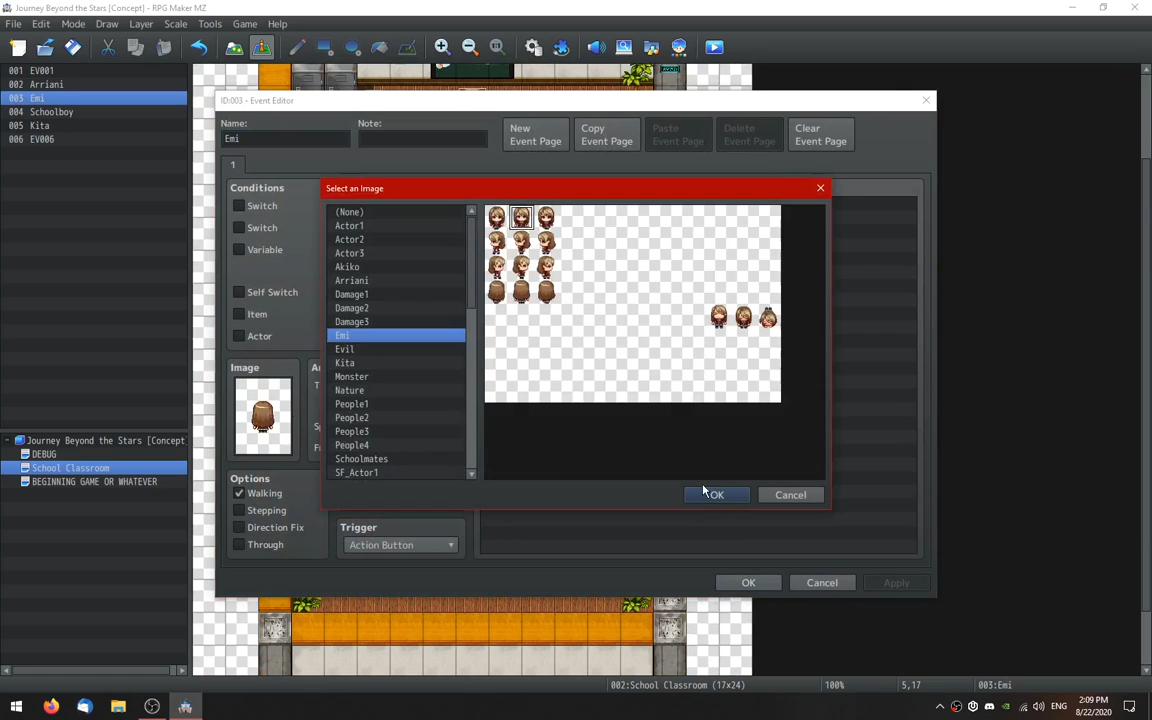 Journey Beyond the Stars [Concept] - RPG Maker MZ
File Edit Mode Draw Layer Scale Tools Game Help
001 EV001
002 Arriani
003 Emi
004 Schoolboy
005 Kita
006 EV006
ID:003 - Event Editor
Name:
Note:
Emi
New
Event Page
Copy
Event Page
Paste
Event Page
Delete
Event Page
Clear
Event Page
1
Conditions
Switch
Switch
Variable
Self Switch
Item
Actor
Select an Image
(None)
Actor1
Actor2
Actor3
Akiko
Arriani
Damage1
Damage2
Damage3
Emi
Evil
Kita
Monster
Nature
People1
People2
People3
People4
Schoolmates
SF_Actor1
OK
Cancel
Image
Options
Walking
Stepping
Direction Fix
Through
Trigger
Action Button
OK
Cancel
Apply
Journey Beyond the Stars [Concept
DEBUG
School Classroom
BEGINNING GAME OR WHATEVER
002:School Classroom (17x24)
100%
5,17
003:Emi
ENG
2:09 PM
8/22/2020